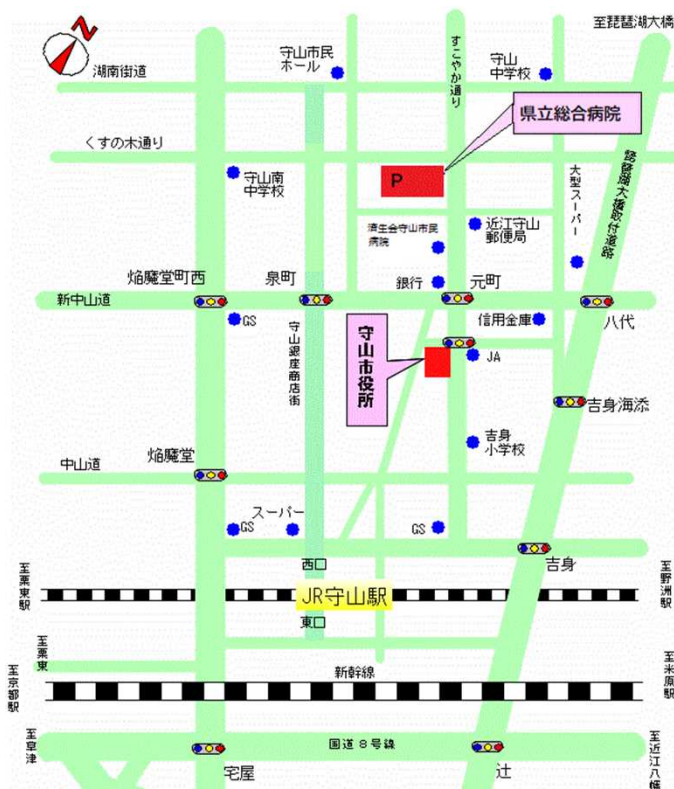 N
至琵琶湖大橋
湖南街道
守山市民
ホール
すこやか通り
守山
中学校
県立総合病院
くすの木通り
P
守山南
中学校
大型スーパー
琵琶湖大橋取付道路
済生会守山市民
病院
近江守山
郵便局
焔魔堂町西
泉町
銀行
元町
新中山道
GS
守山銀座商店街
信用金庫
八代
守山市役所
JA
吉身海添
吉身
小学校
中山道
焔魔堂
スーパー
GS
GS
西口
吉身
至栗東駅
JR守山駅
至野洲駅
東口
至栗東
至京都駅
新幹線
至米原駅
至草津
国道8号線
至近江八幡
宅屋
辻